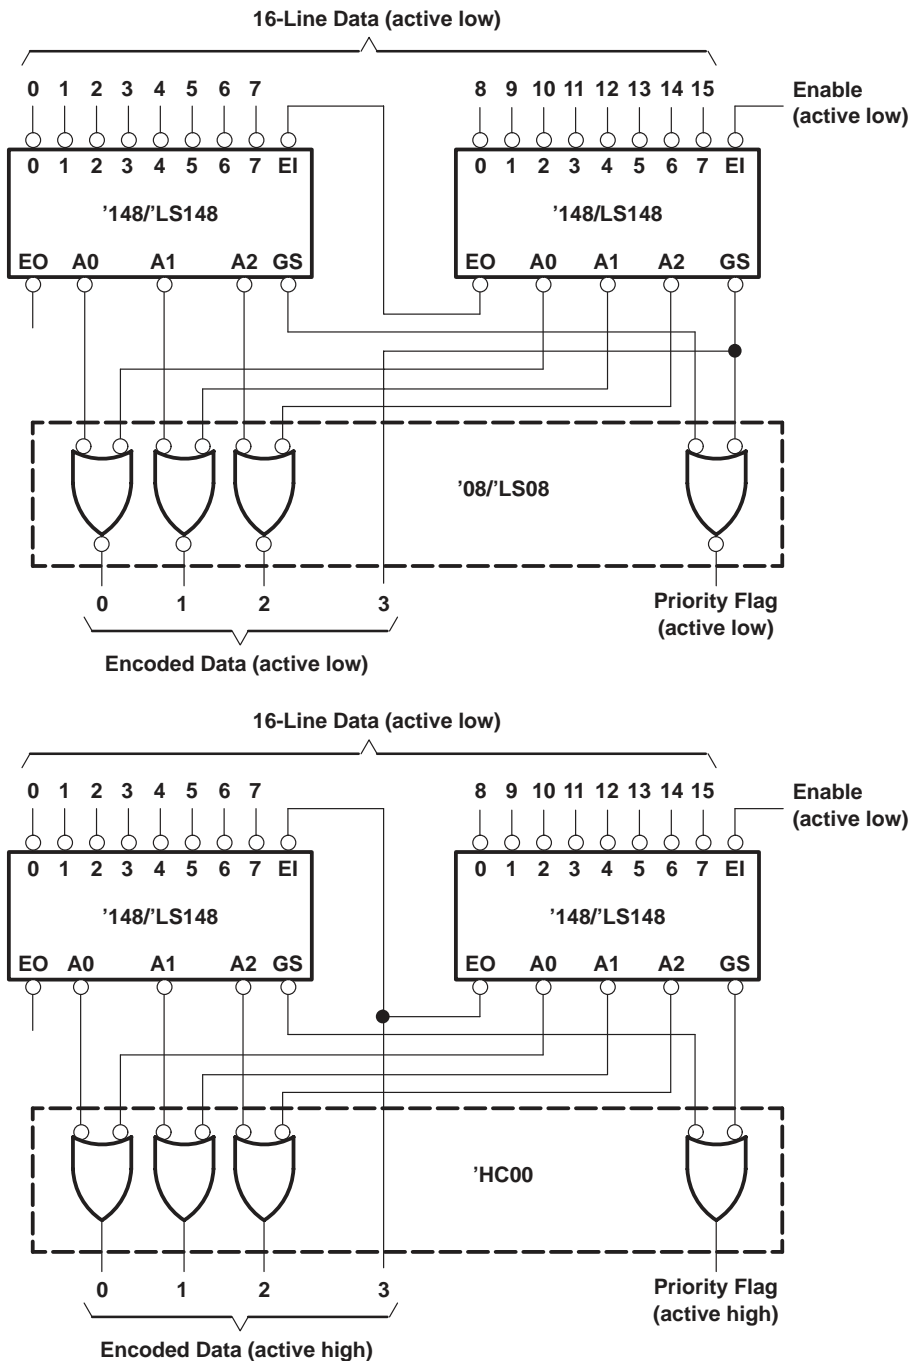 16-Line Data (active low)
0 1 2 3 4 5 6 7
8 9 10 11 12 13 14 15
Enable
(active low)
0 1 2 3 4 5 6 7 EI
0 1 2 3 4 5 6 7 EI
’148/’LS148
’148/LS148
EO A0 A1 A2 GS
EO A0 A1 A2 GS
’08/’LS08
0 1 2 3
Priority Flag
(active low)
Encoded Data (active low)
16-Line Data (active low)
0 1 2 3 4 5 6 7
8 9 10 11 12 13 14 15
Enable
(active low)
0 1 2 3 4 5 6 7 EI
0 1 2 3 4 5 6 7 EI
’148/’LS148
’148/’LS148
EO A0 A1 A2 GS
EO A0 A1 A2 GS
’HC00
0 1 2 3
Priority Flag
(active high)
Encoded Data (active high)